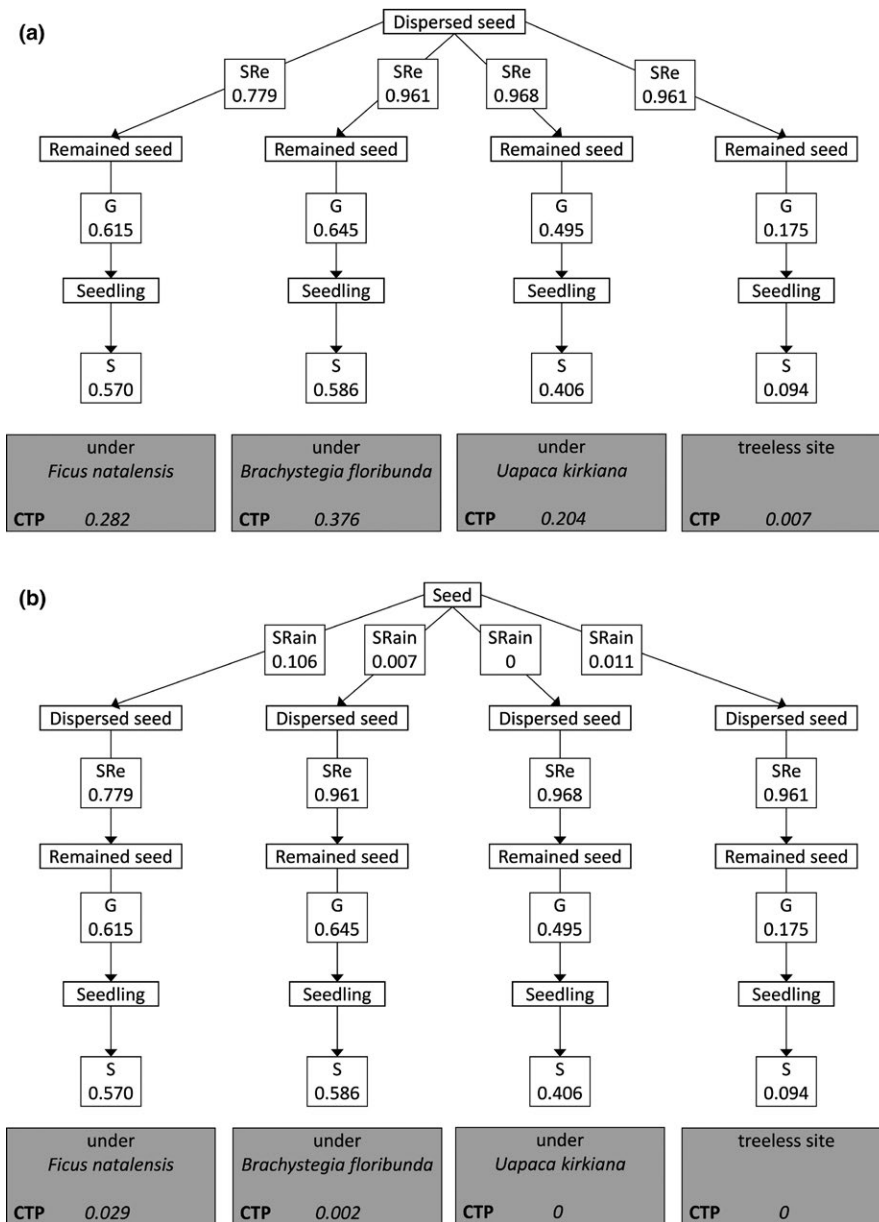 (a)
Dispersed seed
SRe SRe SRe SRe
0.779 0.961 0.968 0.961
Remained seed Remained seed Remained seed Remained seed
G G G G
0.615 0.645 0.495 0.175
Seedling Seedling Seedling Seedling
S S S S
0.570 0.586 0.406 0.094
under under under treeless site
Ficus natalensis Brachystegia floribunda Uapaca kirkiana
CTP 0.282 CTP 0.376 CTP 0.204 CTP 0.007
(b)
Seed
SRain SRain SRain SRain
0.106 0.007 0 0.011
Dispersed seed Dispersed seed Dispersed seed Dispersed seed
SRe SRe SRe SRe
0.779 0.961 0.968 0.961
Remained seed Remained seed Remained seed Remained seed
G G G G
0.615 0.645 0.495 0.175
Seedling Seedling Seedling Seedling
S S S S
0.570 0.586 0.406 0.094
under under under treeless site
Ficus natalensis Brachystegia floribunda Uapaca kirkiana
CTP 0.029 CTP 0.002 CTP 0 CTP 0